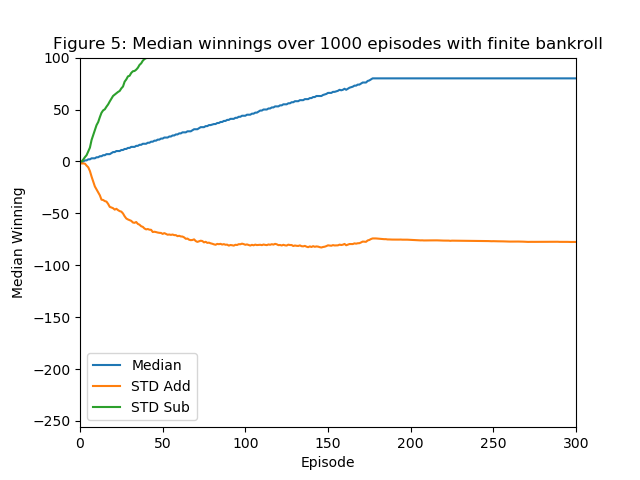 Figure 5: Median winnings over 1000 episodes with finite bankroll
100
50
0
−50
−100
−150
−200
−250
Median Winning
Median
STD Add
STD Sub
0 50 100 150 200 250 300
Episode